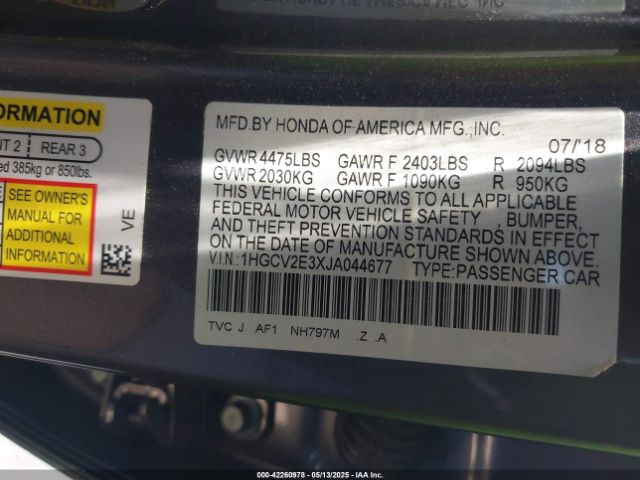 ORMATION
NT 2 REAR 3
ed 385kg or 850lbs.
SEE OWNER'S
MANUAL FOR
ADDITIONAL
INFORMATION
VE
MFD.BY HONDA OF AMERICA MFG.,INC.
07/'18
GVWR 4475LBS GAWR F 2403LBS R 2094LBS
GVWR 2030KG GAWR F 1090KG R 950KG
THIS VEHICLE CONFORMS TO ALL APPLICABLE
FEDERAL MOTOR VEHICLE SAFETY , BUMPER,
AND THEFT PREVENTION STANDARDS IN EFFECT
ON THE DATE OF MANUFACTURE SHOWN ABOVE.
V.I.N.:1HGCV2E3XJA044677 TYPE:PASSENGER CAR
TVC J AF1 NH797M .Z .A
000-42260978 - 05/13/2025 - IAAI.COM